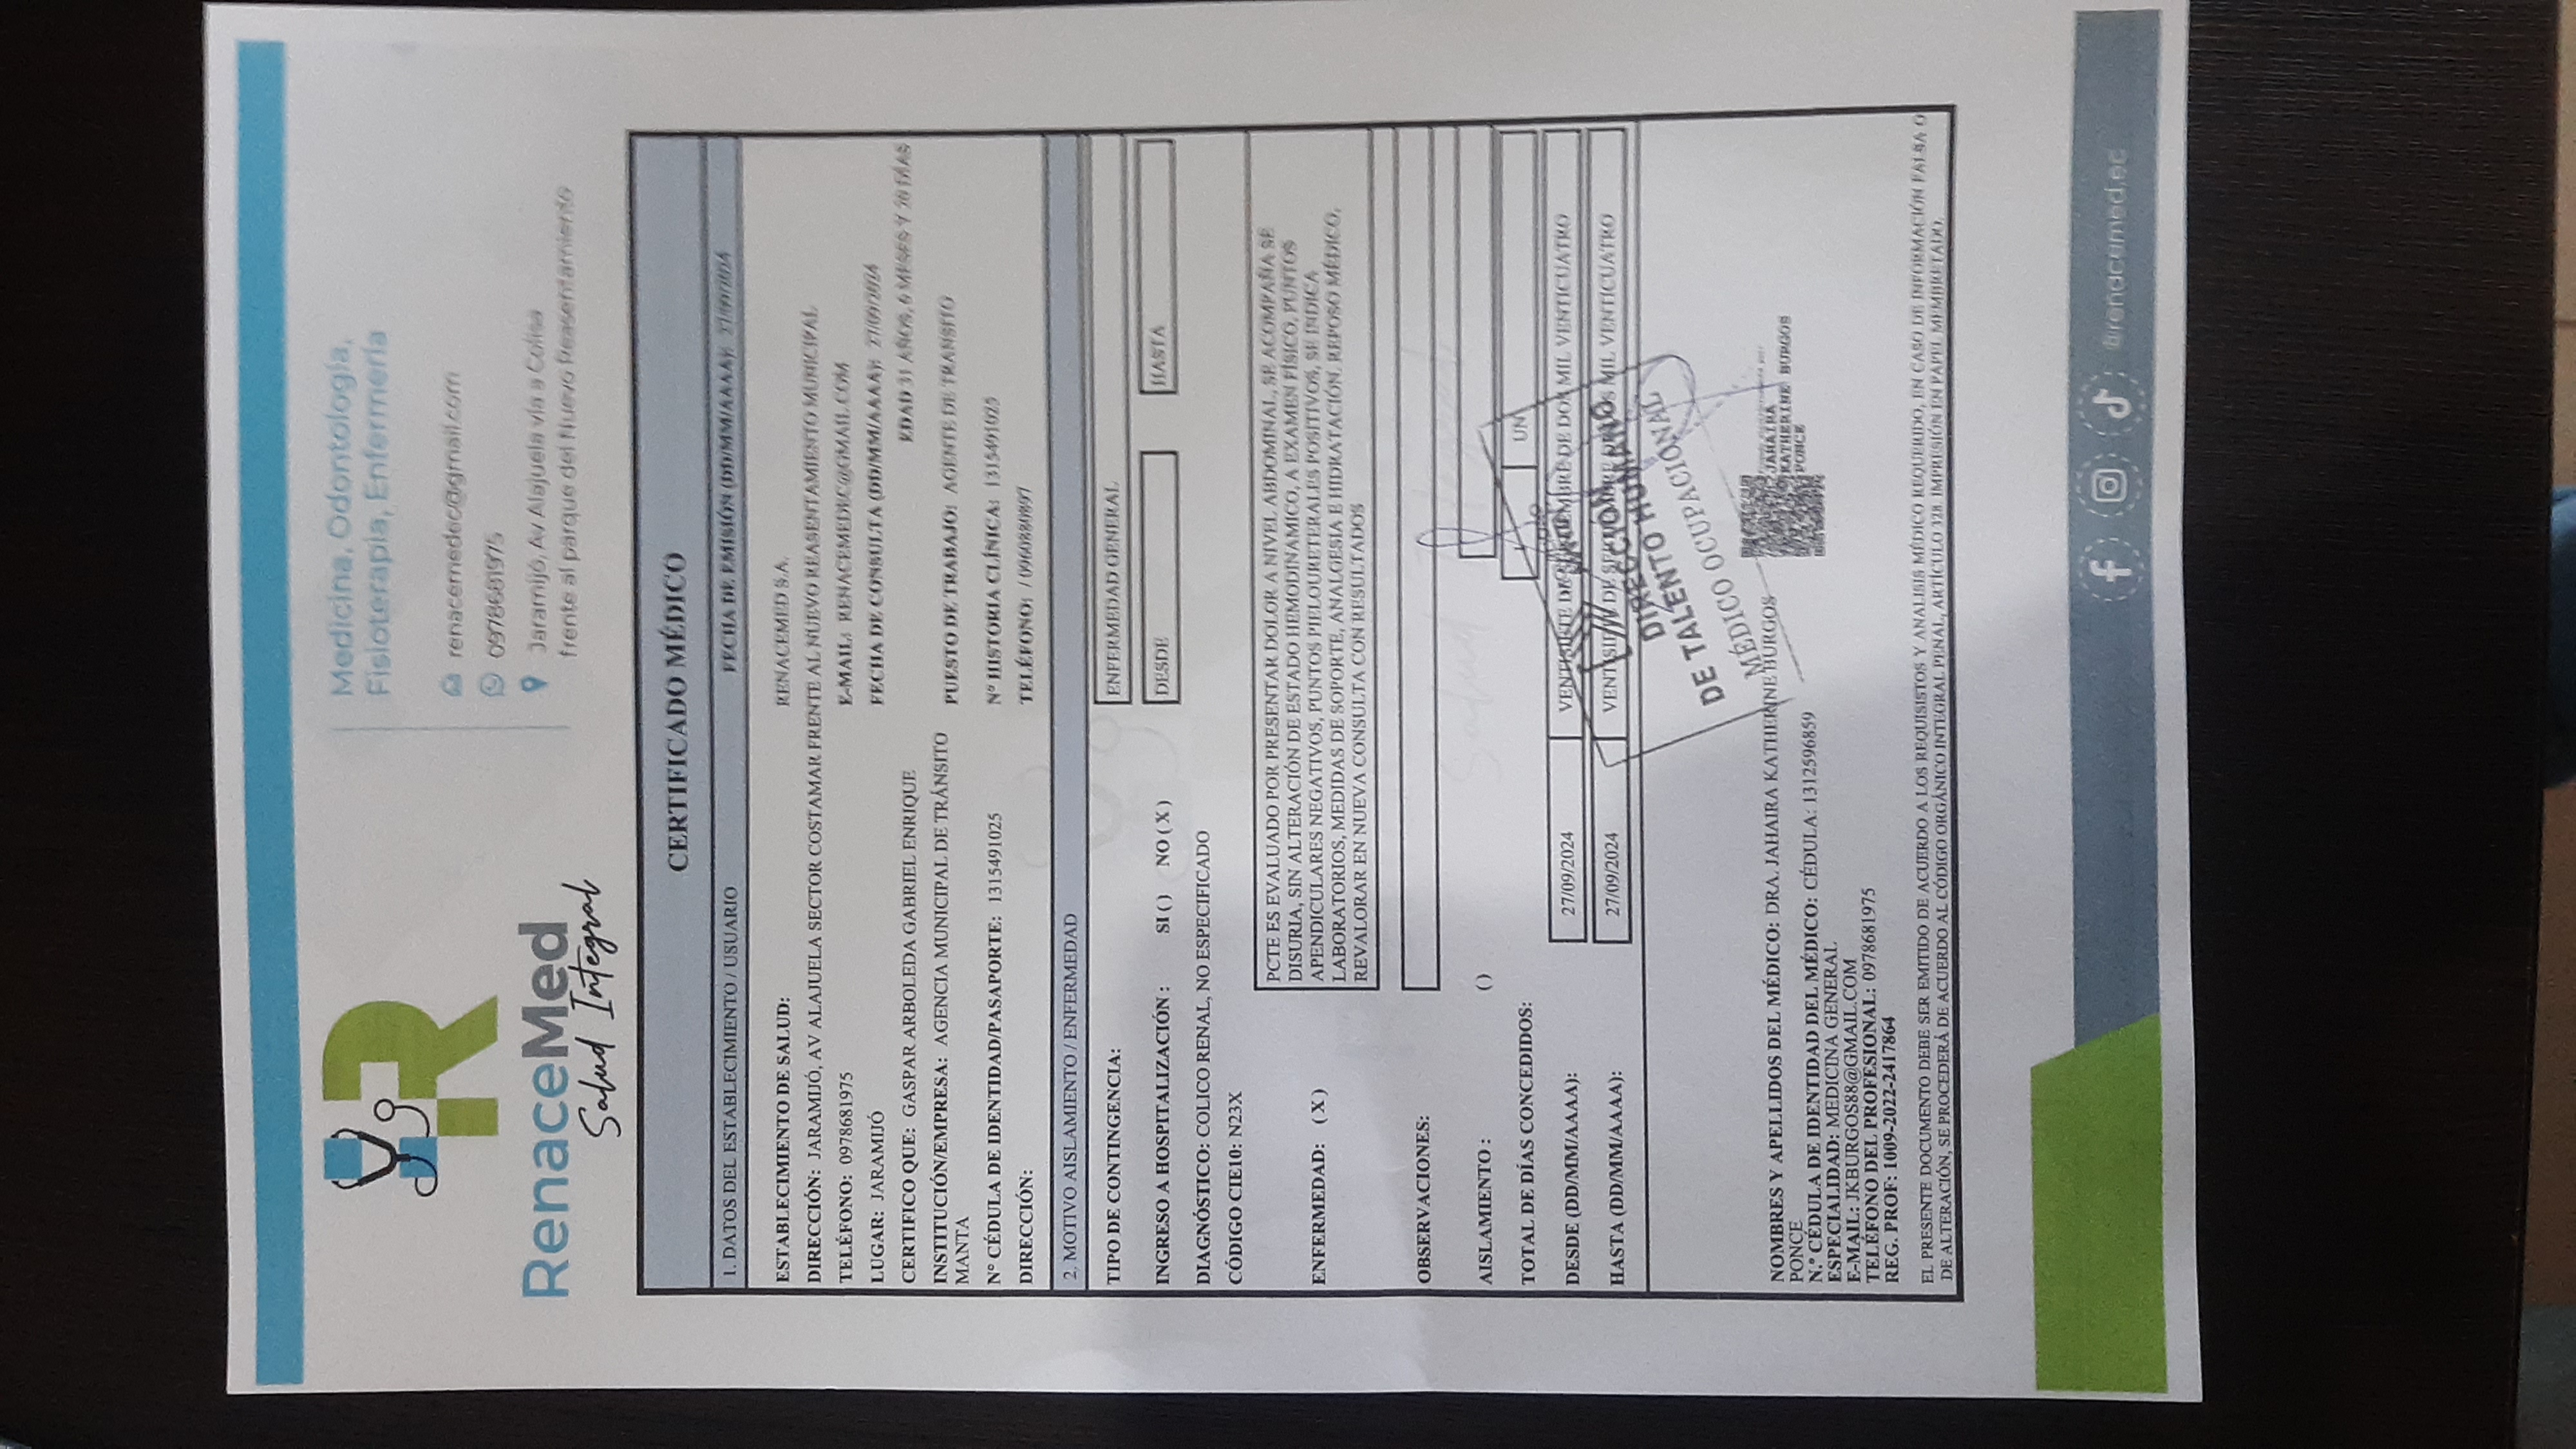 Medicina, Odontología,
Fisioterapia, Enfermería
renacemedec@gmail.com
0978681975
Jaramijó, Av Alajuela vía a Colisa
frente al parque del Nuevo Reasentamiento
RenaceMed
Salud Integral
CERTIFICADO MÉDICO
1. DATOS DEL ESTABLECIMIENTO / USUARIO FECHA DE EMISIÓN (DD/MM/AAAA): 27/09/2024
ESTABLECIMIENTO DE SALUD: RENACEMED S.A.
DIRECCIÓN: JARAMIJÓ, AV ALAJUELA SECTOR COSTAMAR FRENTE AL NUEVO REASENTAMIENTO MUNICIPAL
TELÉFONO: 0978681975 E-MAIL: RENACEMEDEC@GMAIL.COM
LUGAR: JARAMIJÓ FECHA DE CONSULTA (DD/MM/AAAA): 27/09/2024
CERTIFICO QUE: GASPAR ARBOLEDA GABRIEL ENRIQUE EDAD 31 AÑOS, 6 MESES Y DÍAS
INSTITUCIÓN/EMPRESA: AGENCIA MUNICIPAL DE TRÁNSITO
MANTA PUESTO DE TRABAJO: AGENTE DE TRANSITO
N° CÉDULA DE IDENTIDAD/PASAPORTE: 1315491025 N° HISTORIA CLÍNICA: 1315491025
DIRECCIÓN: TELÉFONO: / 0960880897
2. MOTIVO AISLAMIENTO / ENFERMEDAD
TIPO DE CONTINGENCIA: ENFERMEDAD GENERAL
INGRESO A HOSPITALIZACIÓN : SI ( ) NO ( X ) DESDE HASTA
DIAGNÓSTICO: COLICO RENAL, NO ESPECIFICADO
CÓDIGO CIE10: N23X
ENFERMEDAD: ( X )
PCTE ES EVALUADO POR PRESENTAR DOLOR A NIVEL ABDOMINAL, SE ACOMPAÑA SE
DISURIA, SIN ALTERACIÓN DE ESTADO HEMODINAMICO, A EXAMEN FÍSICO, PUNTOS
APENDICULARES NEGATIVOS, PUNTOS PIELOURETERALES POSITIVOS, SE INDICA
LABORATORIOS, MEDIDAS DE SOPORTE, ANALGESIA E HIDRATACIÓN. REPOSO MÉDICO,
REVALORAR EN NUEVA CONSULTA CON RESULTADOS
OBSERVACIONES:
AISLAMIENTO : ( )
TOTAL DE DÍAS CONCEDIDOS: 1 UN
DESDE (DD/MM/AAAA): 27/09/2024 VENTISIETE DE SEPTIEMBRE DE DOS MIL VENTICUATRO
HASTA (DD/MM/AAAA): 27/09/2024 VENTISIETE DE SEPTIEMBRE DE DOS MIL VENTICUATRO
DIRECCIÓN
DE TALENTO HUMANO
MÉDICO OCUPACIONAL
NOMBRES Y APELLIDOS DEL MÉDICO: DRA. JAHAIRA KATHERINE BURGOS
PONCE
N.º CÉDULA DE IDENTIDAD DEL MÉDICO: CÉDULA: 1312596859
ESPECIALIDAD: MEDICINA GENERAL
E-MAIL: JKBURGOS88@GMAIL.COM
TELÉFONO DEL PROFESIONAL: 0978681975
REG. PROF: 1009-2022-2417864
JAHAIRA
KATHERINE BURGOS
PONCE
EL PRESENTE DOCUMENTO DEBE SER EMITIDO DE ACUERDO A LOS REQUISISTOS Y ANALISIS MÉDICO REQUERIDO, EN CASO DE INFORMACIÓN FALSA O
DE ALTERACIÓN, SE PROCEDERÁ DE ACUERDO AL CÓDIGO ORGÁNICO INTEGRAL PENAL, ARTÍCULO 328. IMPRESIÓN EN PAPEL MEMBRETADO.
@renacemed.ec